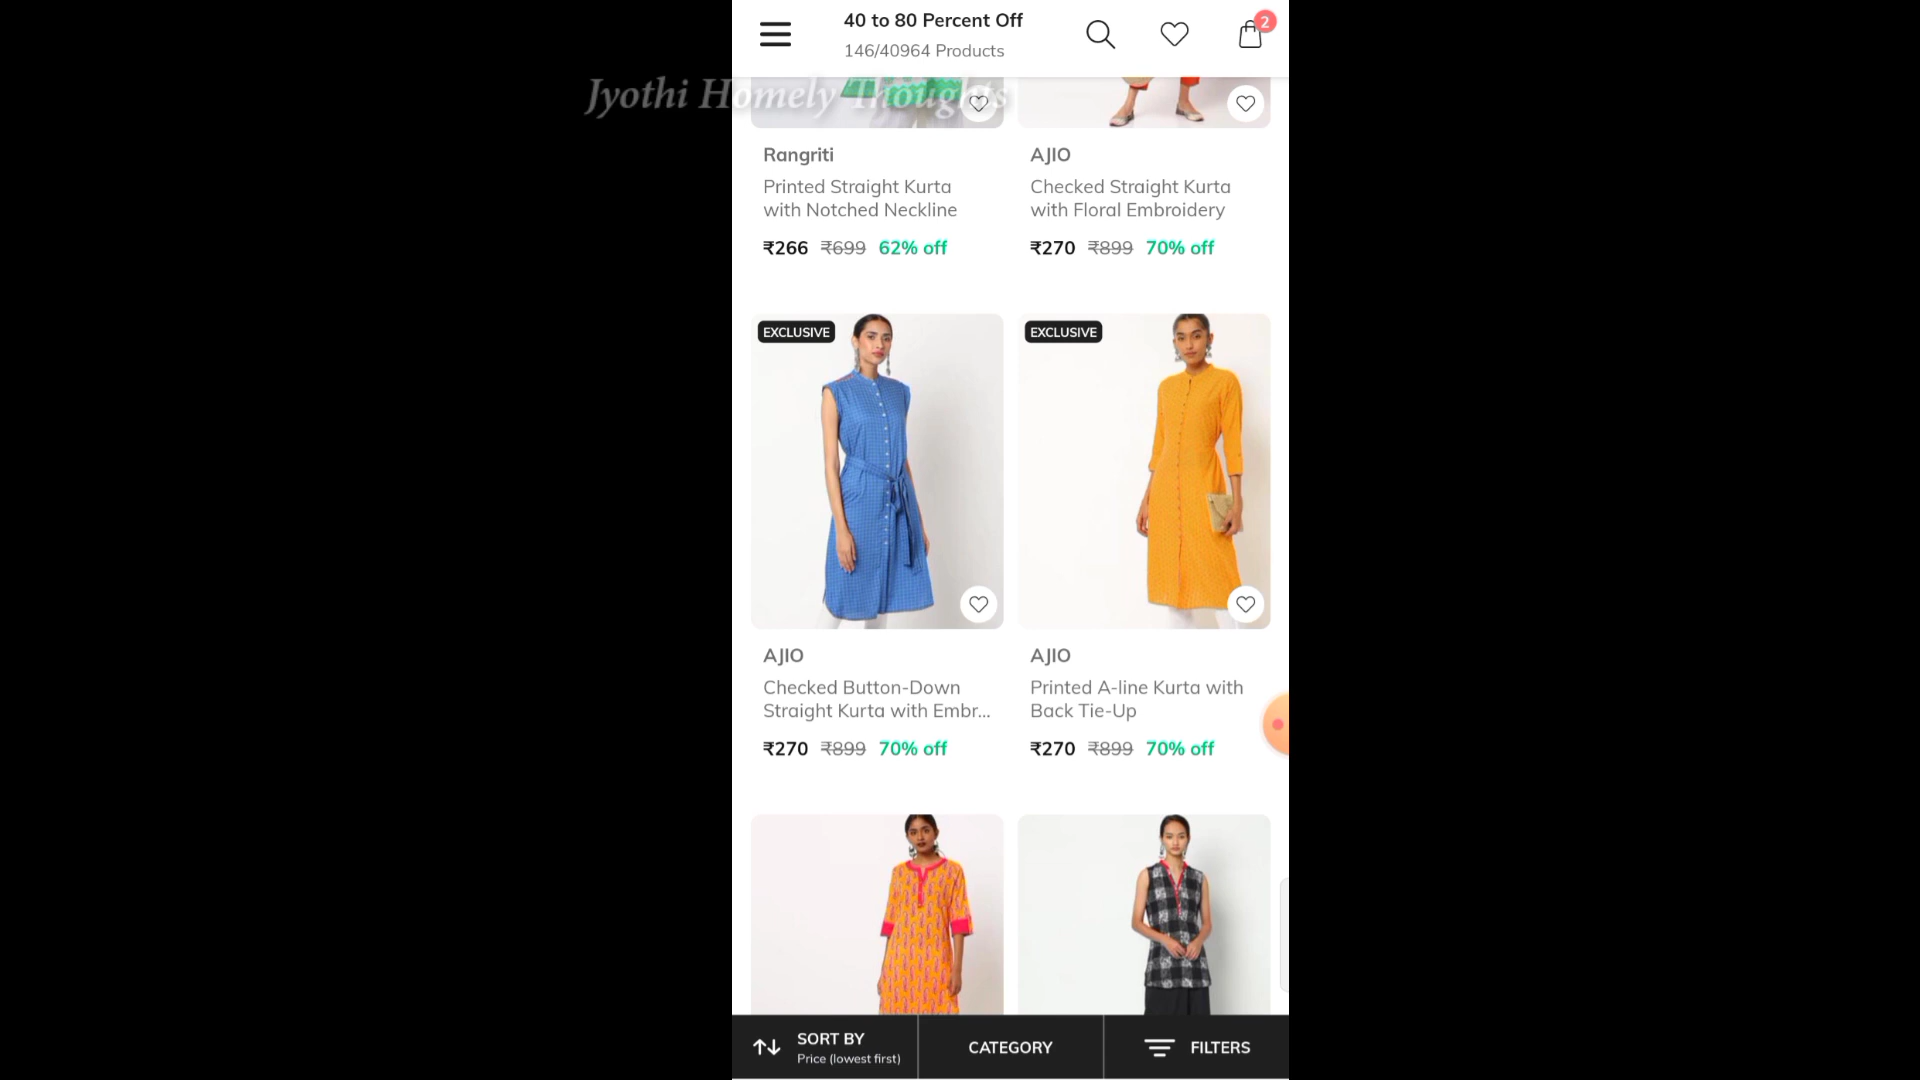 40 to 80 Percent Off
146/40964 Products
2
Jyothi Homely Thoughts
Rangriti
Printed Straight Kurta
with Notched Neckline
₹266 ₹699 62% off
AJIO
Checked Straight Kurta
with Floral Embroidery
₹270 ₹899 70% off
EXCLUSIVE
AJIO
Checked Button-Down
Straight Kurta with Embr...
₹270 ₹899 70% off
EXCLUSIVE
AJIO
Printed A-line Kurta with
Back Tie-Up
₹270 ₹899 70% off
SORT BY
Price (lowest first)
CATEGORY
FILTERS